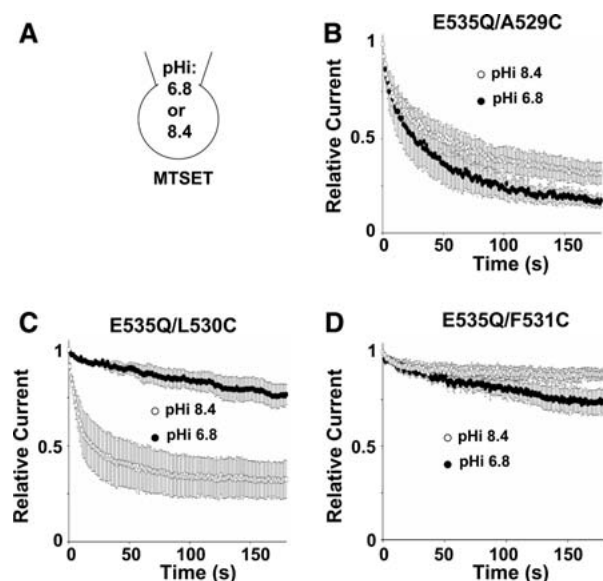 A
pHi:
6.8
or
8.4
MTSET
B
E535Q/A529C
pHi 8.4
pHi 6.8
Relative Current
1
0.5
0
0 50 100 150
Time (s)
C
E535Q/L530C
pHi 8.4
pHi 6.8
Relative Current
1
0.5
0
0 50 100 150
Time (s)
D
E535Q/F531C
pHi 8.4
pHi 6.8
Relative Current
1
0.5
0
0 50 100 150
Time (s)